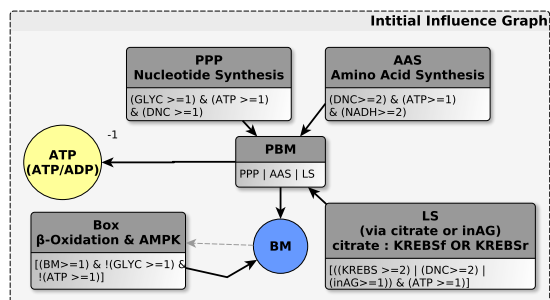 Intitial Influence Graph
PPP
Nucleotide Synthesis
(GLYC >=1) & (ATP >=1)
& (DNC >=1)
AAS
Amino Acid Synthesis
(DNC>=2) & (ATP>=1)
& (NADH>=2)
-1
ATP
(ATP/ADP)
PBM
PPP | AAS | LS
Box
β-Oxidation & AMPK
[(BM>=1) & !(GLYC >=1) &
!(ATP >=1)]
BM
LS
(via citrate or inAG)
citrate : KREBSf OR KREBSr
[((KREBS >=2) | (DNC>=2) |
(inAG>=1)) & (ATP >=1)]